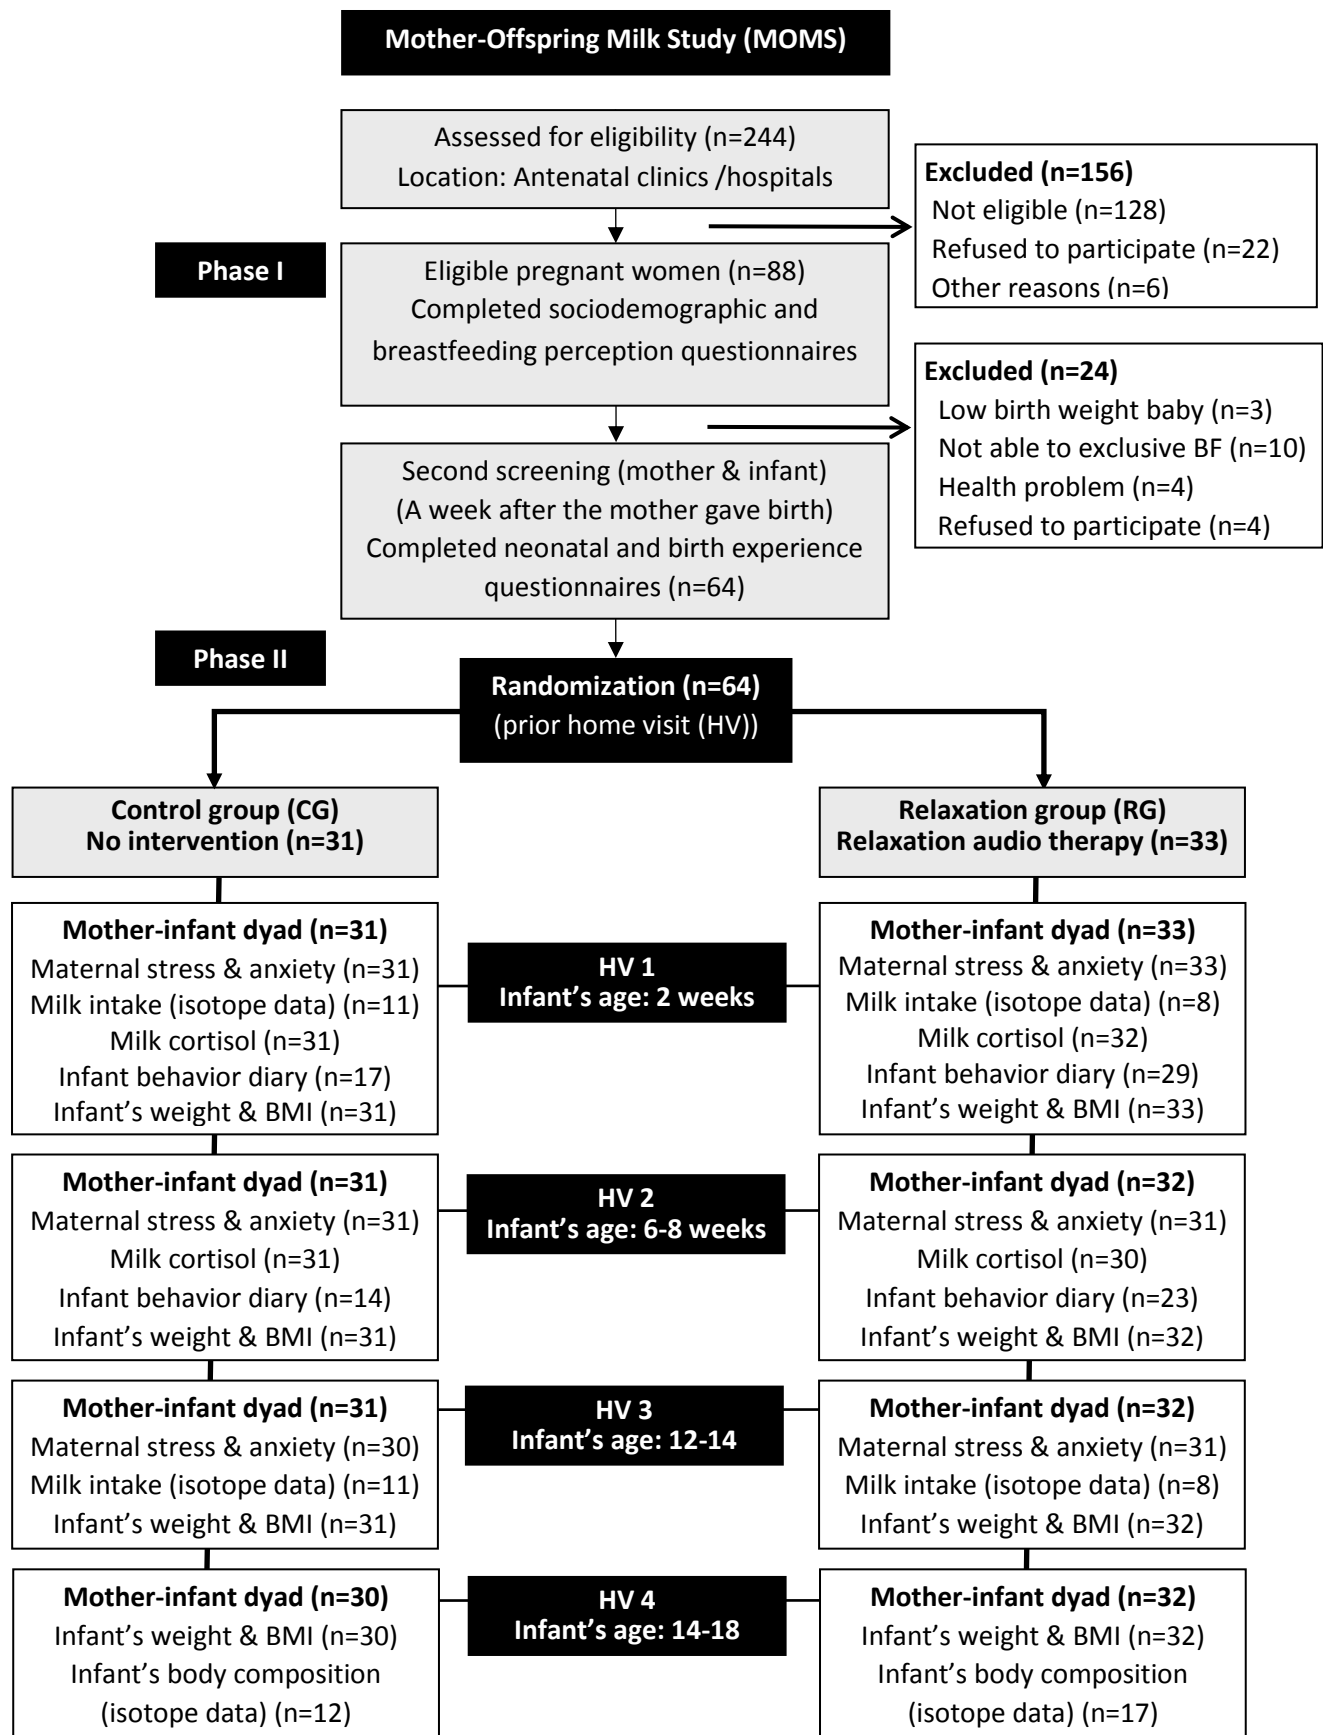 Mother-Offspring Milk Study (MOMS)
Assessed for eligibility (n=244)
Location: Antenatal clinics /hospitals
Excluded (n=156)
Not eligible (n=128)
Refused to participate (n=22)
Other reasons (n=6)
Phase I
Eligible pregnant women (n=88)
Completed sociodemographic and
breastfeeding perception questionnaires
Excluded (n=24)
Low birth weight baby (n=3)
Not able to exclusive BF (n=10)
Health problem (n=4)
Refused to participate (n=4)
Second screening (mother & infant)
(A week after the mother gave birth)
Completed neonatal and birth experience
questionnaires (n=64)
Phase II
Randomization (n=64)
(prior home visit (HV))
Control group (CG)
No intervention (n=31)
Relaxation group (RG)
Relaxation audio therapy (n=33)
Mother-infant dyad (n=31)
Maternal stress & anxiety (n=31)
Milk intake (isotope data) (n=11)
Milk cortisol (n=31)
Infant behavior diary (n=17)
Infant's weight & BMI (n=31)
HV 1
Infant's age: 2 weeks
Mother-infant dyad (n=33)
Maternal stress & anxiety (n=33)
Milk intake (isotope data) (n=8)
Milk cortisol (n=32)
Infant behavior diary (n=29)
Infant's weight & BMI (n=33)
Mother-infant dyad (n=31)
Maternal stress & anxiety (n=31)
Milk cortisol (n=31)
Infant behavior diary (n=14)
Infant's weight & BMI (n=31)
HV 2
Infant's age: 6-8 weeks
Mother-infant dyad (n=32)
Maternal stress & anxiety (n=31)
Milk cortisol (n=30)
Infant behavior diary (n=23)
Infant's weight & BMI (n=32)
Mother-infant dyad (n=31)
Maternal stress & anxiety (n=30)
Milk intake (isotope data) (n=11)
Infant's weight & BMI (n=31)
HV 3
Infant's age: 12-14
Mother-infant dyad (n=32)
Maternal stress & anxiety (n=31)
Milk intake (isotope data) (n=8)
Infant's weight & BMI (n=32)
Mother-infant dyad (n=30)
Infant's weight & BMI (n=30)
Infant's body composition
(isotope data) (n=12)
HV 4
Infant's age: 14-18
Mother-infant dyad (n=32)
Infant's weight & BMI (n=32)
Infant's body composition
(isotope data) (n=17)